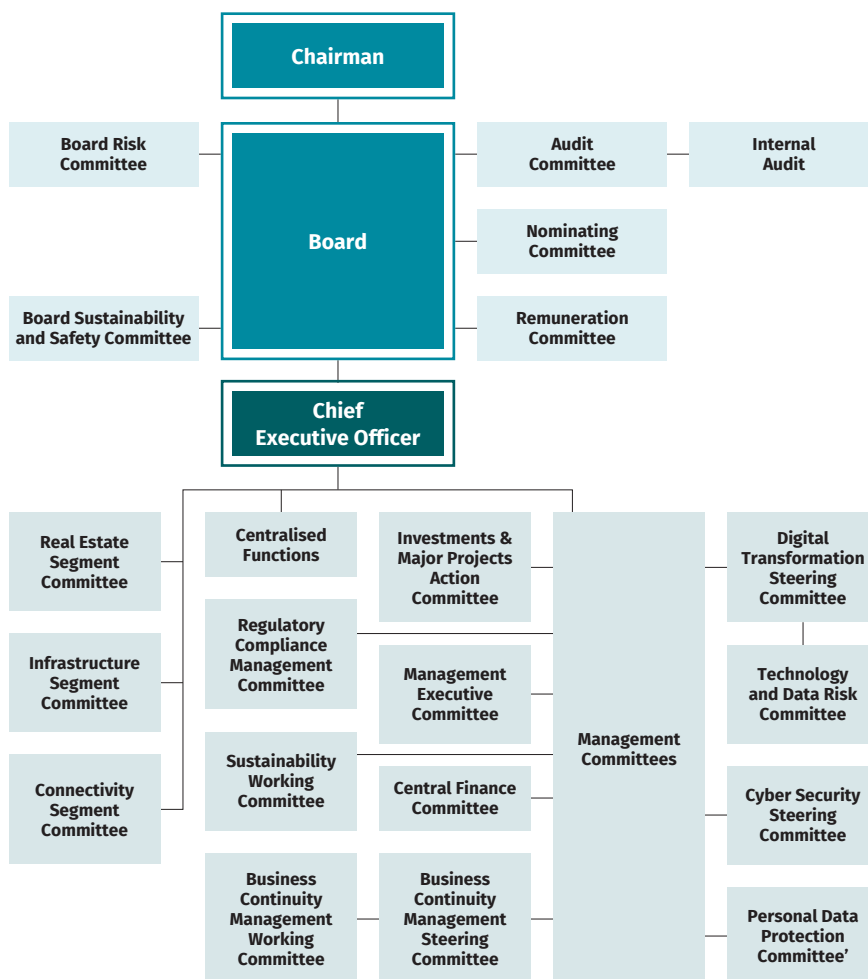 Chairman
Board Risk
Committee
Board
Audit
Committee
Internal
Audit
Nominating
Committee
Board Sustainability
and Safety Committee
Remuneration
Committee
Chief
Executive Officer
Real Estate
Segment
Committee
Centralised
Functions
Investments &
Major Projects
Action
Committee
Digital
Transformation
Steering
Committee
Regulatory
Compliance
Management
Committee
Infrastructure
Segment
Committee
Management
Executive
Committee
Management
Committees
Technology
and Data Risk
Committee
Sustainability
Working
Committee
Connectivity
Segment
Committee
Central Finance
Committee
Cyber Security
Steering
Committee
Business
Continuity
Management
Working
Committee
Business
Continuity
Management
Steering
Committee
Personal Data
Protection
Committee’